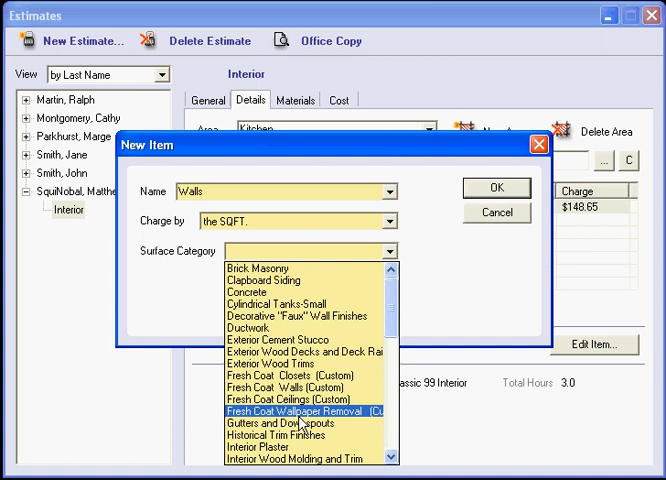 Estimates
New Estimate... Delete Estimate Office Copy
View by Last Name Interior
Martin, Ralph
Montgomery, Cathy
Parkhurst, Marge
Smith, Jane
Smith, John
SquiNobal, Matthe
Interior
General Details Materials Cost
Area Kitchen Delete Area
... C
Charge
$148.65
Edit Item...
assic 99 Interior Total Hours 3.0
New Item
Name Walls OK
Charge by the SQFT. Cancel
Surface Category
Brick Masonry
Clapboard Siding
Concrete
Cylindrical Tanks-Small
Decorative "Faux" Wall Finishes
Ductwork
Exterior Cement Stucco
Exterior Wood Decks and Deck Rai
Exterior Wood Trims
Fresh Coat Closets (Custom)
Fresh Coat Walls (Custom)
Fresh Coat Ceilings (Custom)
Fresh Coat Wallpaper Removal (Cu
Gutters and Downspouts
Historical Trim Finishes
Interior Plaster
Interior Wood Molding and Trim